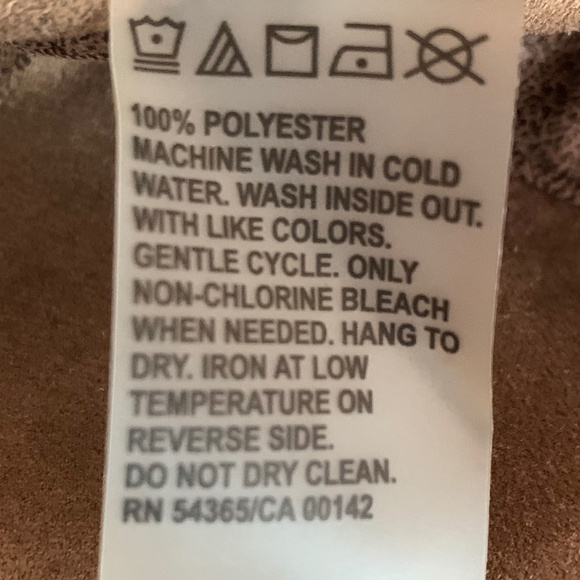 100% POLYESTER
MACHINE WASH IN COLD
WATER. WASH INSIDE OUT.
WITH LIKE COLORS.
GENTLE CYCLE. ONLY
NON-CHLORINE BLEACH
WHEN NEEDED. HANG TO
DRY. IRON AT LOW
TEMPERATURE ON
REVERSE SIDE.
DO NOT DRY CLEAN.
RN 54365/CA 00142